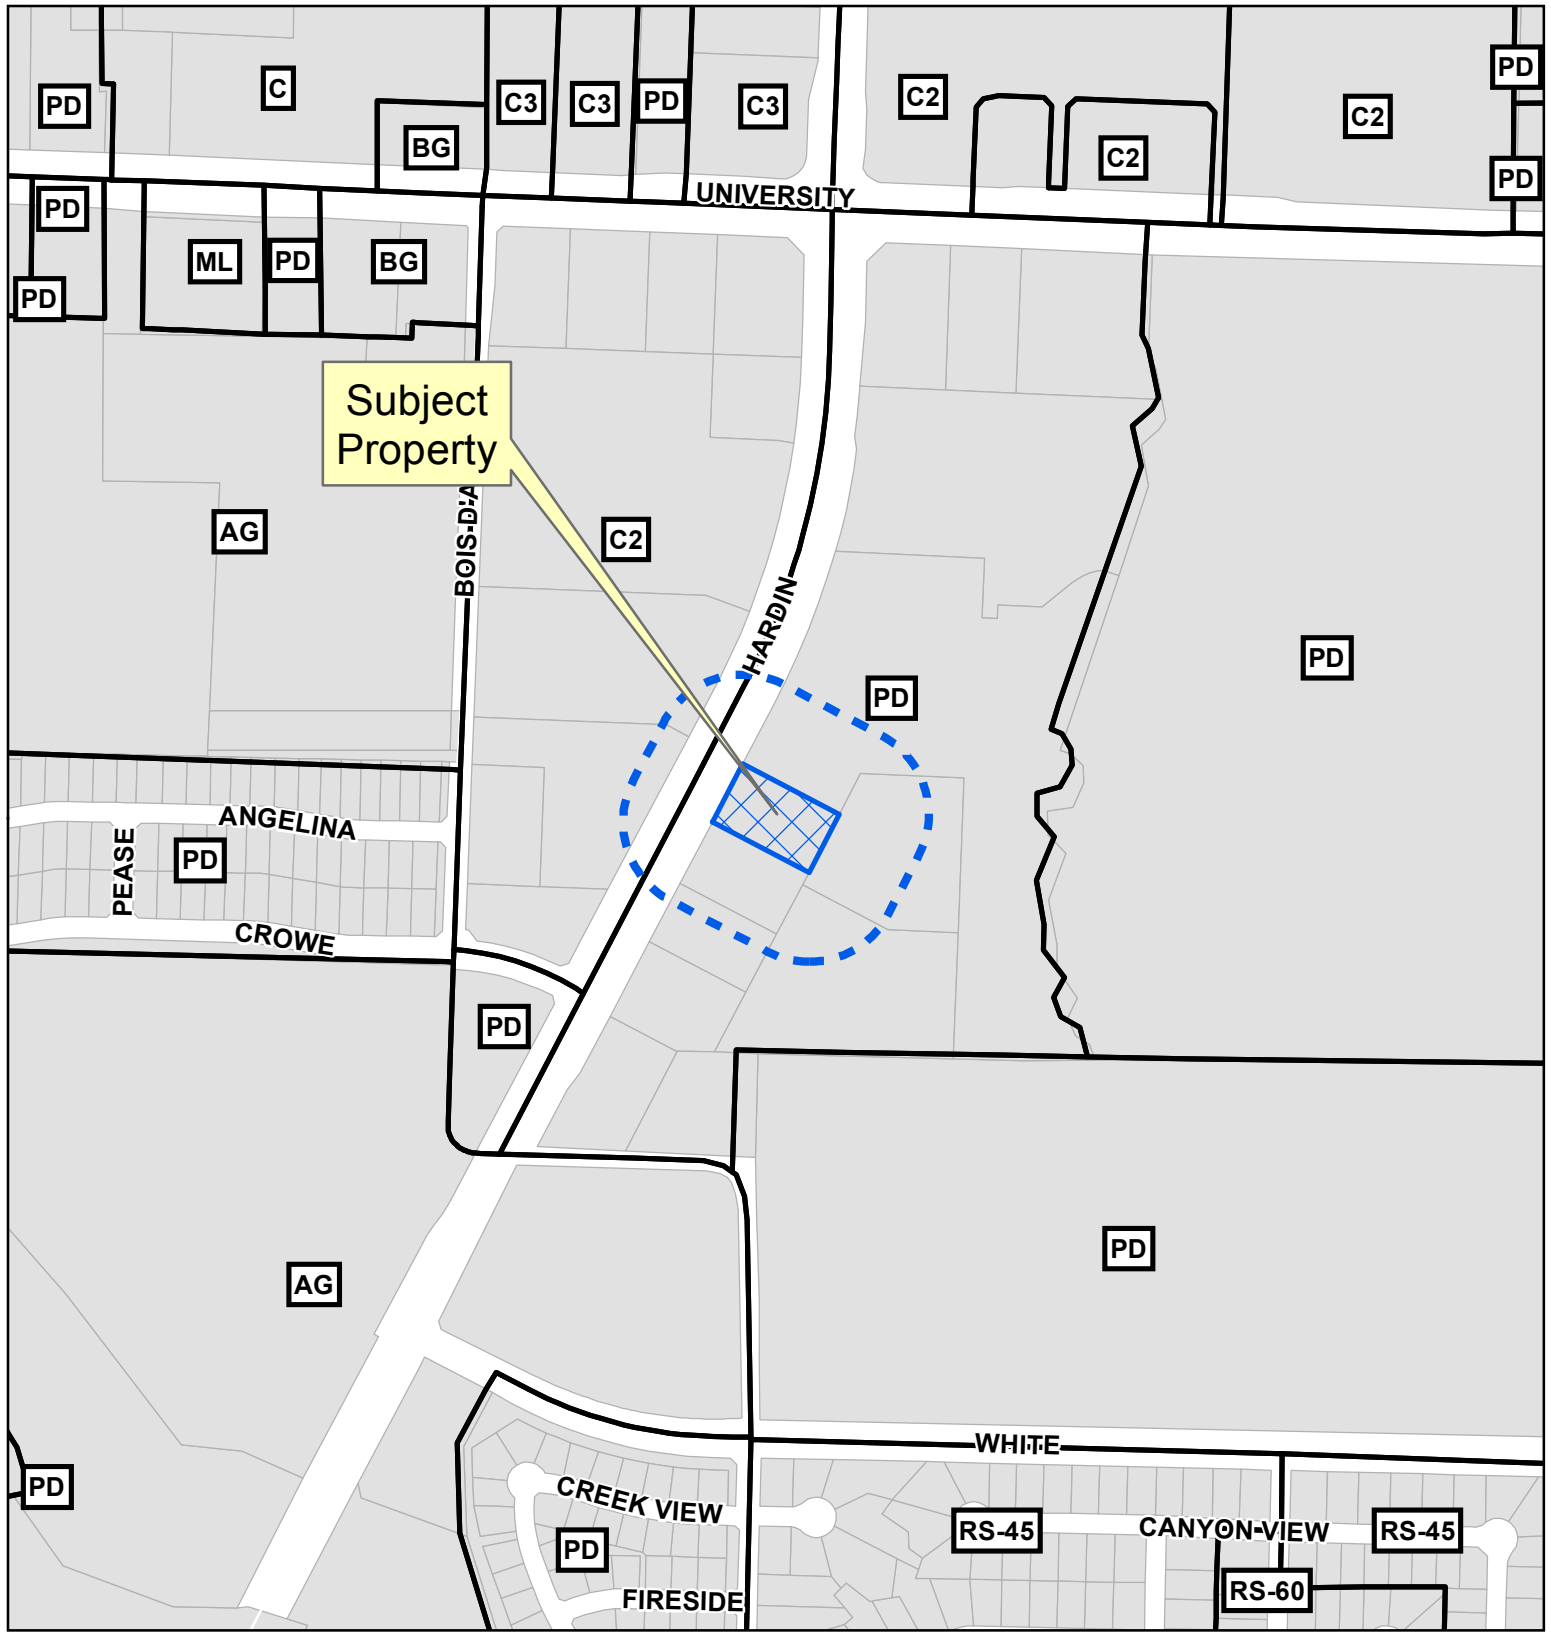 PD
C
C3
C3
PD
C3
C2
C2
PD
BG
C2
PD
UNIVERSITY
PD
ML
PD
BG
PD
Subject
Property
AG
BOIS-D'A
C2
HARDIN
PD
PD
ANGELINA
PEASE
PD
CROWE
PD
PD
AG
WHITE
PD
CREEK VIEW
RS-45
CANYON-VIEW
RS-45
PD
RS-60
FIRESIDE